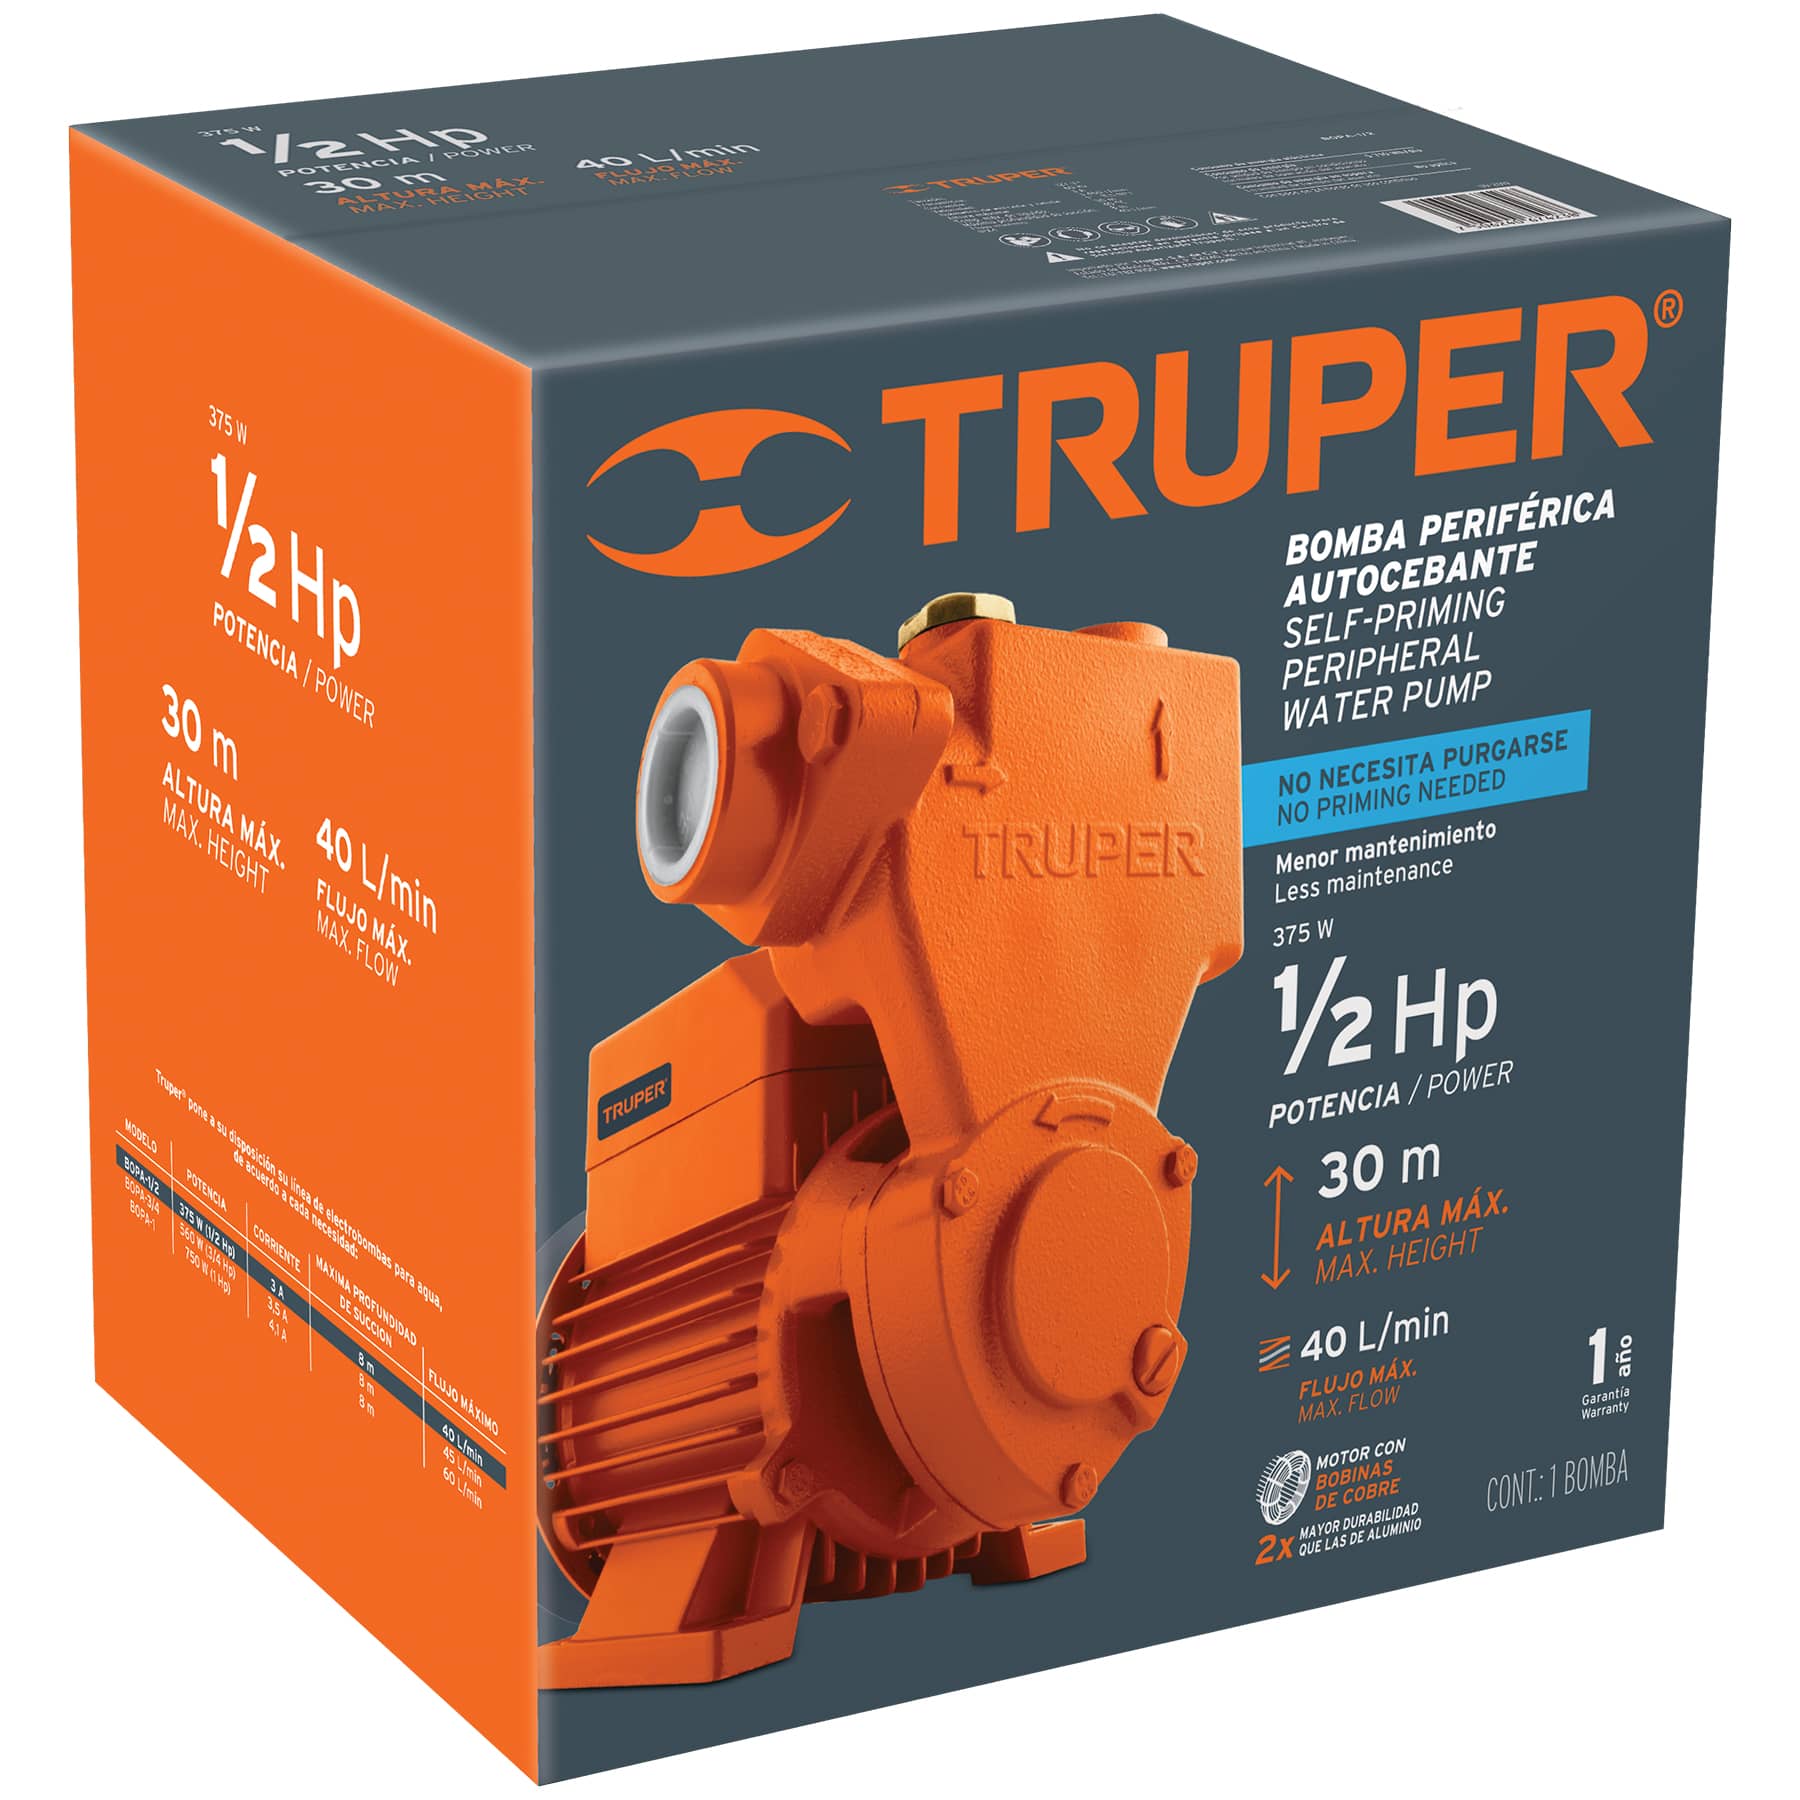 375 W
1/2 Hp
POTENCIA / POWER
30 m
ALTURA MÁX.
MAX. HEIGHT
40 L/min
FLUJO MÁX.
MAX. FLOW
TRUPER
BOPA-1/2
TRUPER®
BOMBA PERIFÉRICA
AUTOCEBANTE
SELF-PRIMING
PERIPHERAL
WATER PUMP
NO NECESITA PURGARSE
NO PRIMING NEEDED
Menor mantenimiento
Less maintenance
375 W
1/2 Hp
POTENCIA / POWER
30 m
ALTURA MÁX.
MAX. HEIGHT
40 L/min
FLUJO MÁX.
MAX. FLOW
MOTOR CON
BOBINAS
DE COBRE
2x MAYOR DURABILIDAD
QUE LAS DE ALUMINIO
1 año
Garantía
Warranty
CONT.: 1 BOMBA
TRUPER
TRUPER
375 W
1/2 Hp
POTENCIA / POWER
30 m
ALTURA MÁX.
MAX. HEIGHT
40 L/min
FLUJO MÁX.
MAX. FLOW
Truper® pone a su disposición su línea de electrobombas para agua,
de acuerdo a cada necesidad:
MODELO POTENCIA CORRIENTE MAXIMA PROFUNDIDAD DE SUCCION FLUJO MÁXIMO
BOPA-1/2 375 W (1/2 Hp) 3 A 8 m 40 L/min
BOPA-3/4 560 W (3/4 Hp) 3,5 A 8 m 45 L/min
BOPA-1 750 W (1 Hp) 4,1 A 8 m 60 L/min